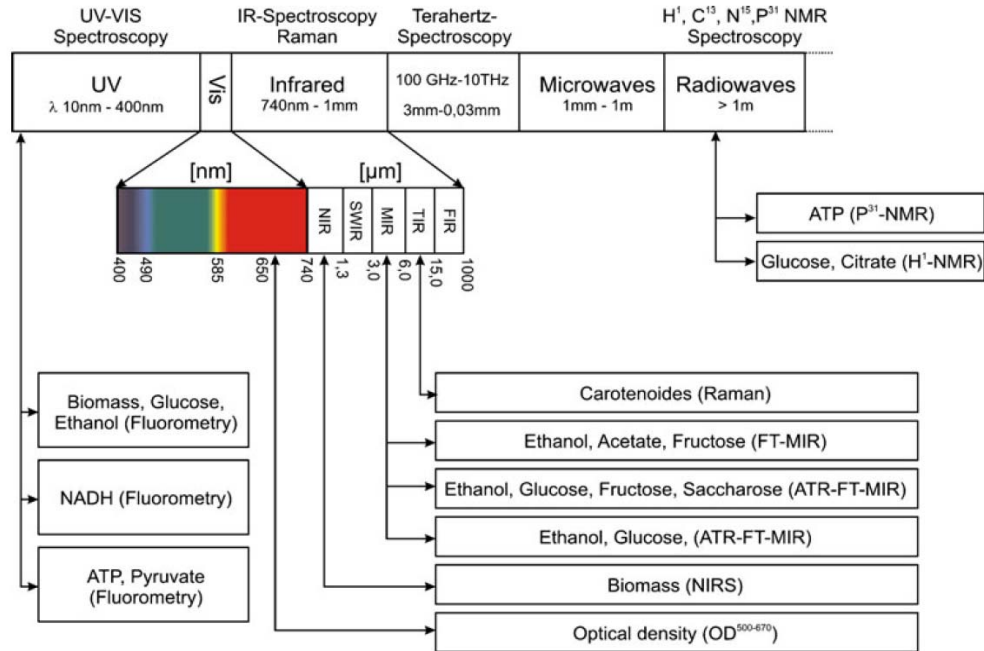 UV-VIS
Spectroscopy
IR-Spectroscopy
Raman
Terahertz-
Spectroscopy
H¹, C¹³, N¹⁵,P³¹ NMR
Spectroscopy
UV
λ 10nm - 400nm
Vis
Infrared
740nm - 1mm
100 GHz-10THz
3mm-0,03mm
Microwaves
1mm - 1m
Radiowaves
> 1m
[nm]
[µm]
NIR
SWIR
MIR
TIR
FIR
400
490
585
650
740
1,3
3,0
6,0
15,0
1000
ATP (P³¹-NMR)
Glucose, Citrate (H¹-NMR)
Biomass, Glucose,
Ethanol (Fluorometry)
NADH (Fluorometry)
ATP, Pyruvate
(Fluorometry)
Carotenoides (Raman)
Ethanol, Acetate, Fructose (FT-MIR)
Ethanol, Glucose, Fructose, Saccharose (ATR-FT-MIR)
Ethanol, Glucose, (ATR-FT-MIR)
Biomass (NIRS)
Optical density (OD⁵⁰⁰⁻⁶⁷⁰)